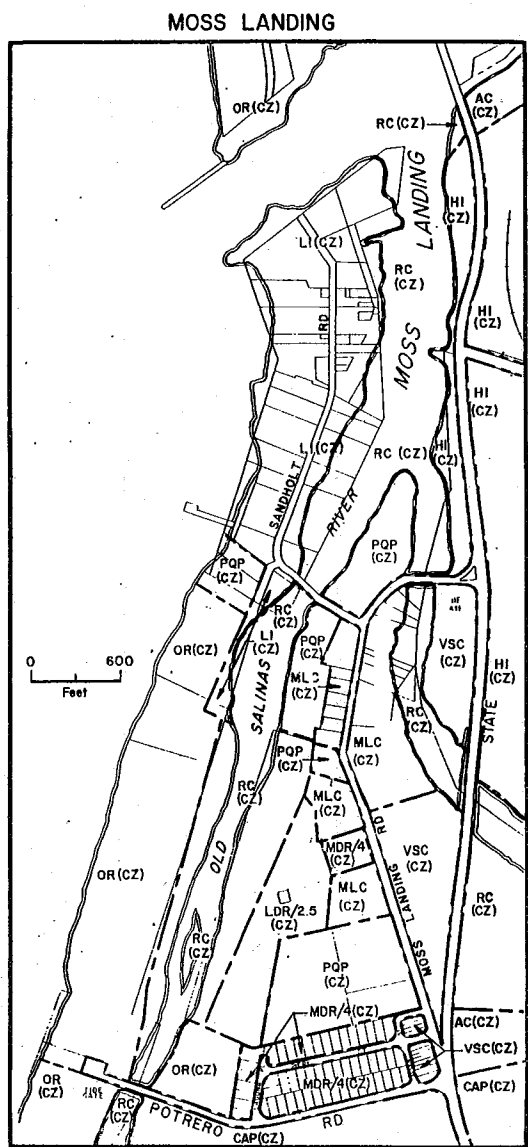 MOSS LANDING
OR(CZ)
AC
(CZ)
RC(CZ)
LANDING
HI
(CZ)
LI(CZ)
RC
(CZ)
RD
MOSS
HI
(CZ)
HI
(CZ)
LI(CZ)
RC (CZ)
HI
(CZ)
SANDHOLT
RIVER
PQP
(CZ)
PQP
(CZ)
RC
(CZ)
LI
(CZ)
PQP
(CZ)
VSC
(CZ)
HI
(CZ)
OR(CZ)
0 600
Feet
SALINAS
MLC
(CZ)
RC
(CZ)
STATE
PQP
(CZ)
MLC
(CZ)
RC
(CZ)
MLC
(CZ)
RD
MDR/4
(CZ)
VSC
(CZ)
OLD
OR(CZ)
MLC
(CZ)
LANDING
RC
(CZ)
LDR/2.5
(CZ)
RC
(CZ)
PQP
(CZ)
MOSS
MDR/4(CZ)
AC(CZ)
VSC(CZ)
OR(CZ)
MDR/4(CZ)
OR
(CZ)
CAP(CZ)
RC
(CZ)
POTRERO RD
CAP(CZ)